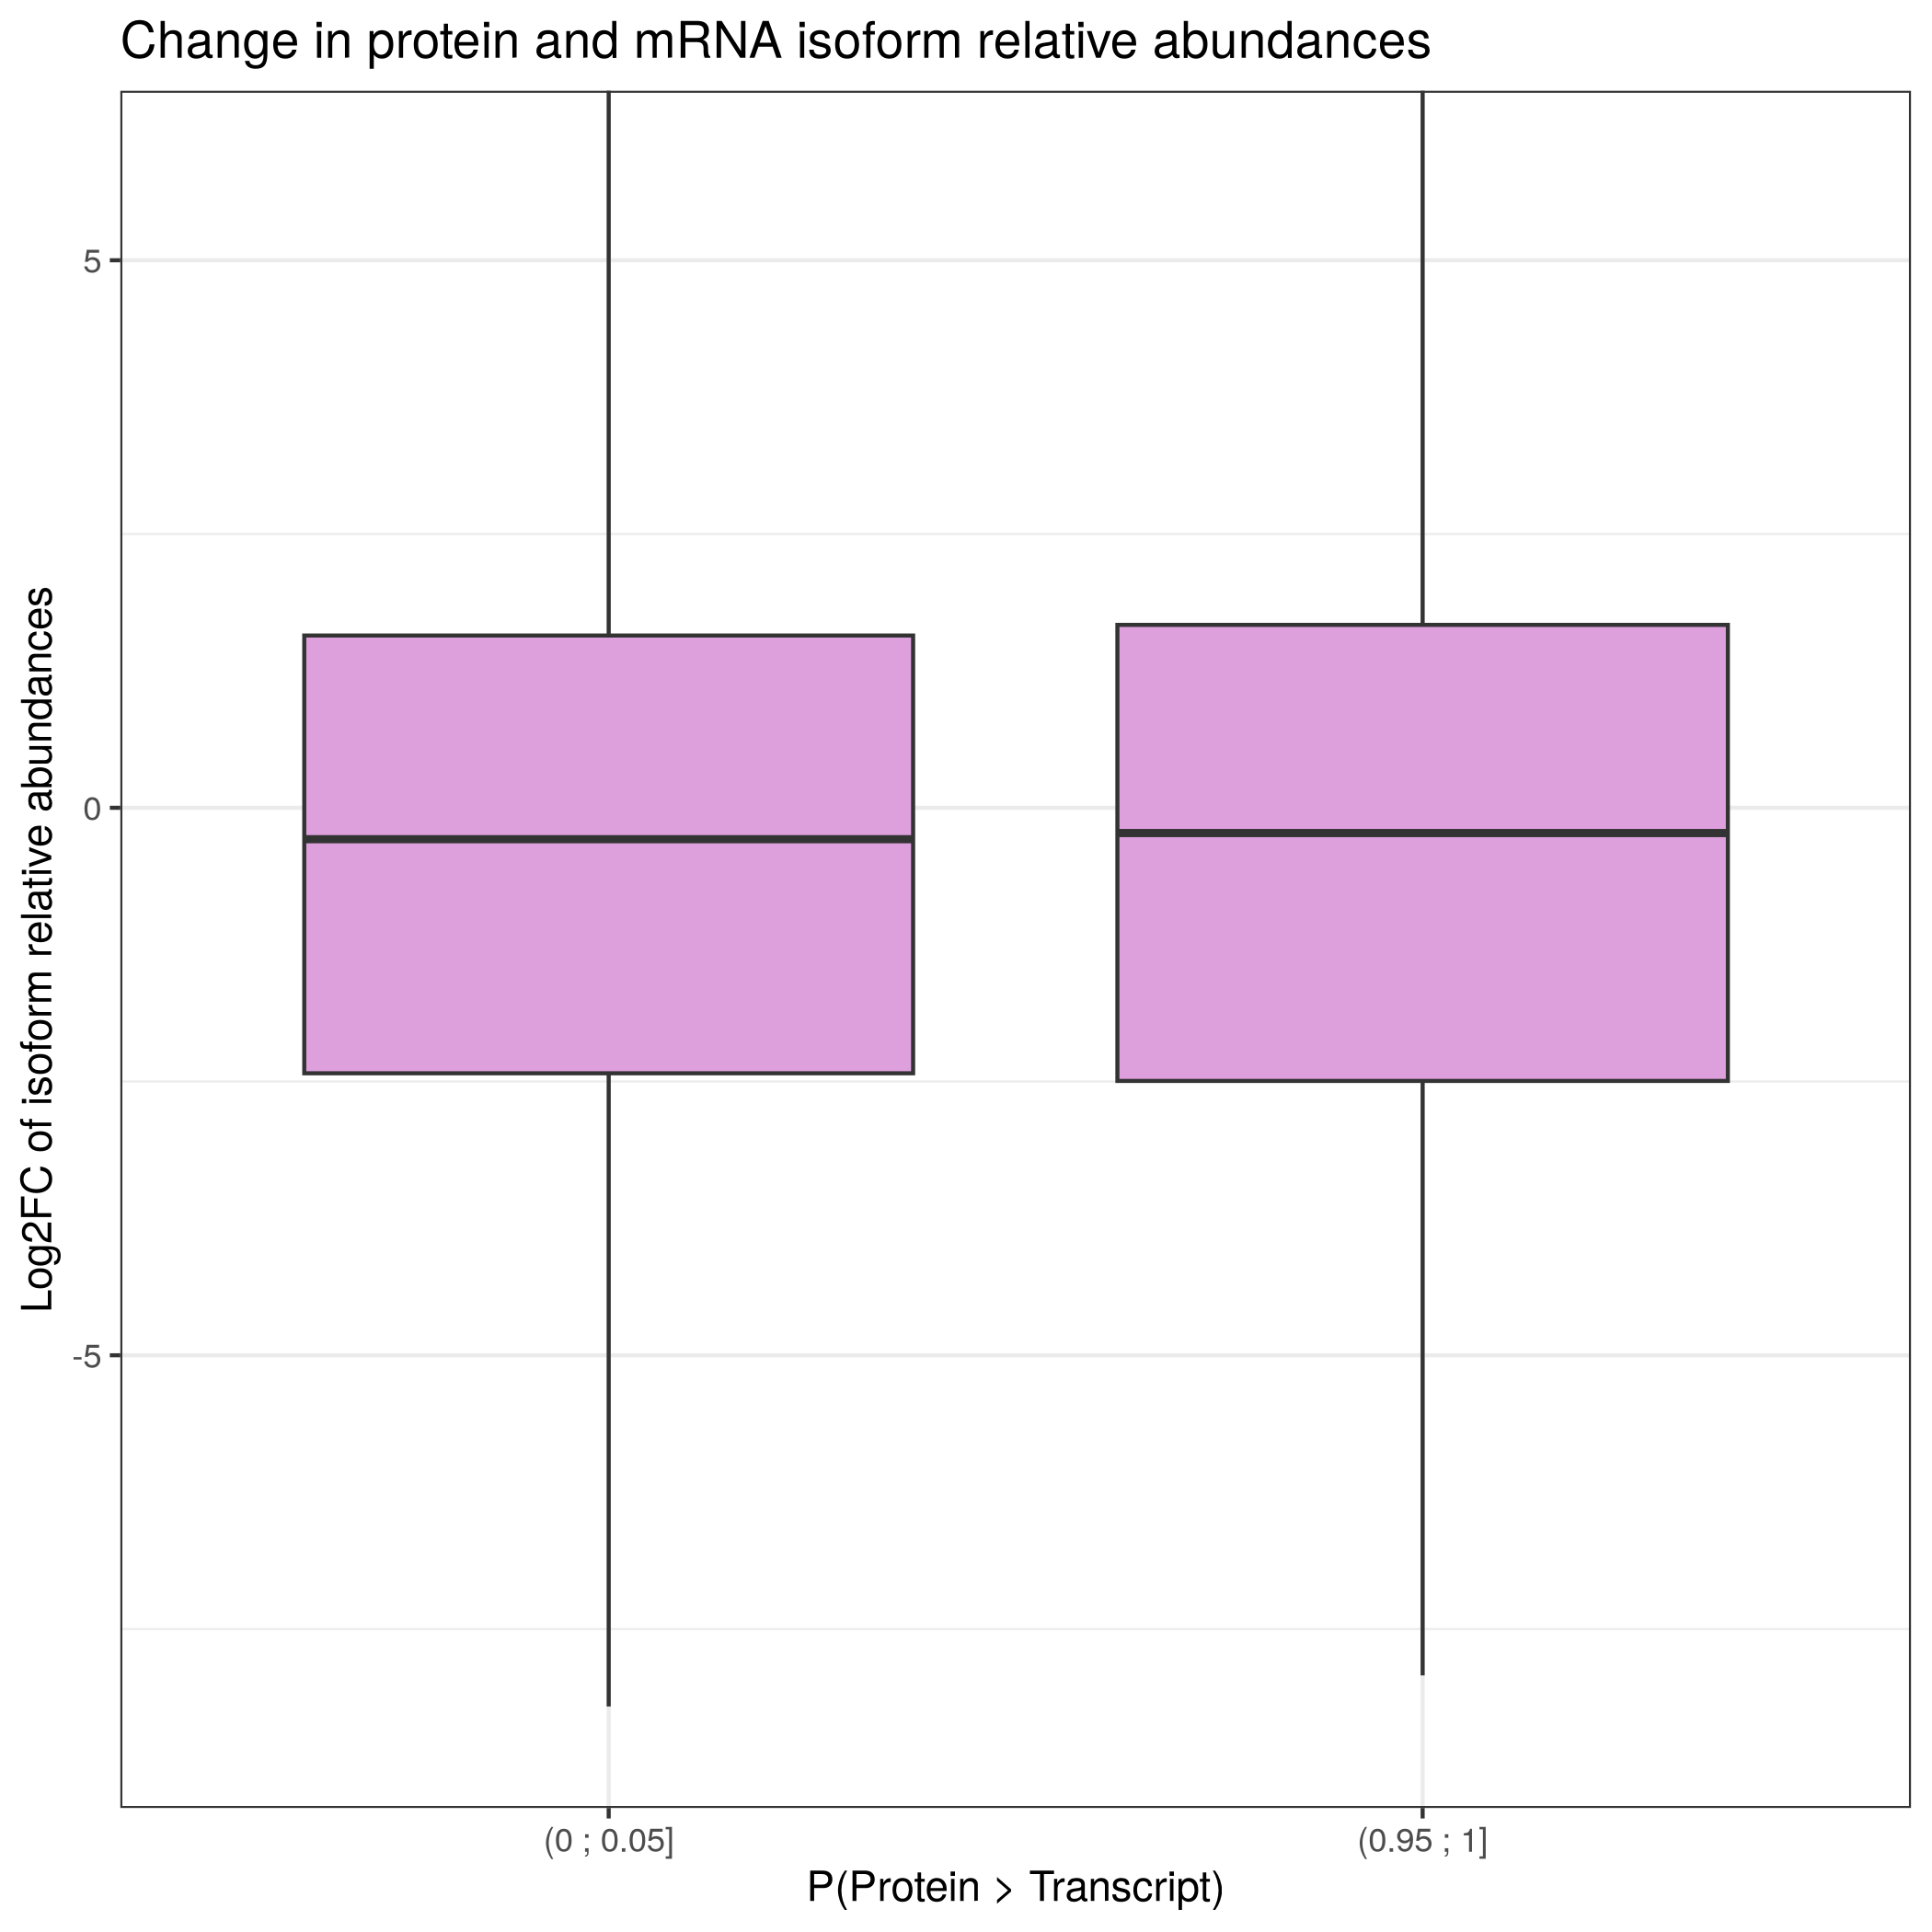 Change in protein and mRNA isoform relative abundances
Log2FC of isoform relative abundances
5
0
-5
(0 ; 0.05]
(0.95 ; 1]
P(Protein > Transcript)